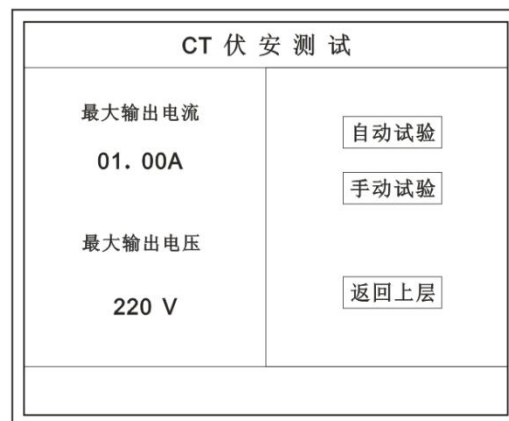 CT 伏安测试
最大输出电流
01. 00A
最大输出电压
220 V
自动试验
手动试验
返回上层